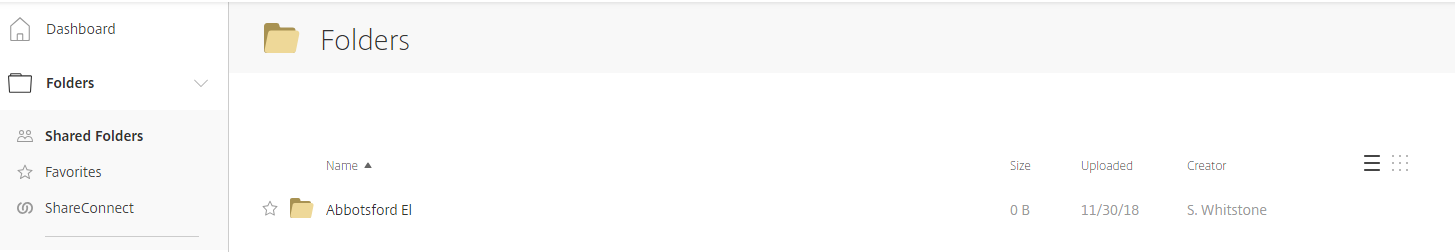 Dashboard
Folders
Shared Folders
Favorites
ShareConnect
Folders
Name Size Uploaded Creator
Abbotsford El 0 B 11/30/18 S. Whitstone